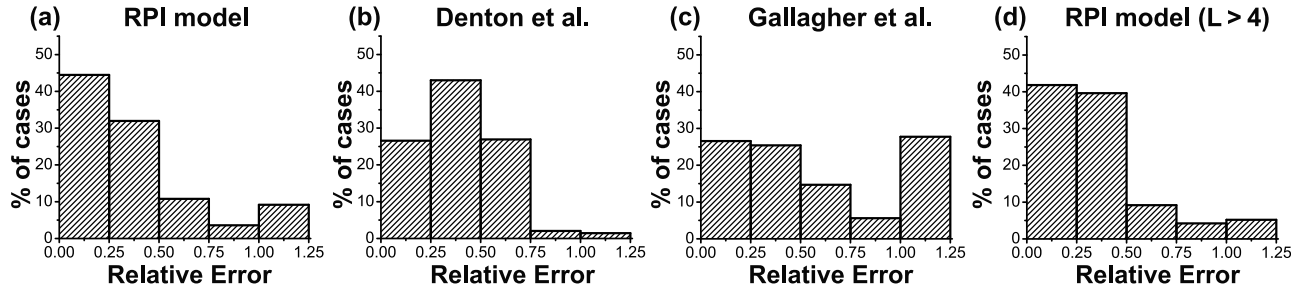 (a) RPI model
(b) Denton et al.
(c) Gallagher et al.
(d) RPI model (L > 4)
% of cases
50
40
30
20
10
0
0.00 0.25 0.50 0.75 1.00 1.25
Relative Error
% of cases
50
40
30
20
10
0
0.00 0.25 0.50 0.75 1.00 1.25
Relative Error
% of cases
50
40
30
20
10
0
0.00 0.25 0.50 0.75 1.00 1.25
Relative Error
% of cases
50
40
30
20
10
0
0.00 0.25 0.50 0.75 1.00 1.25
Relative Error